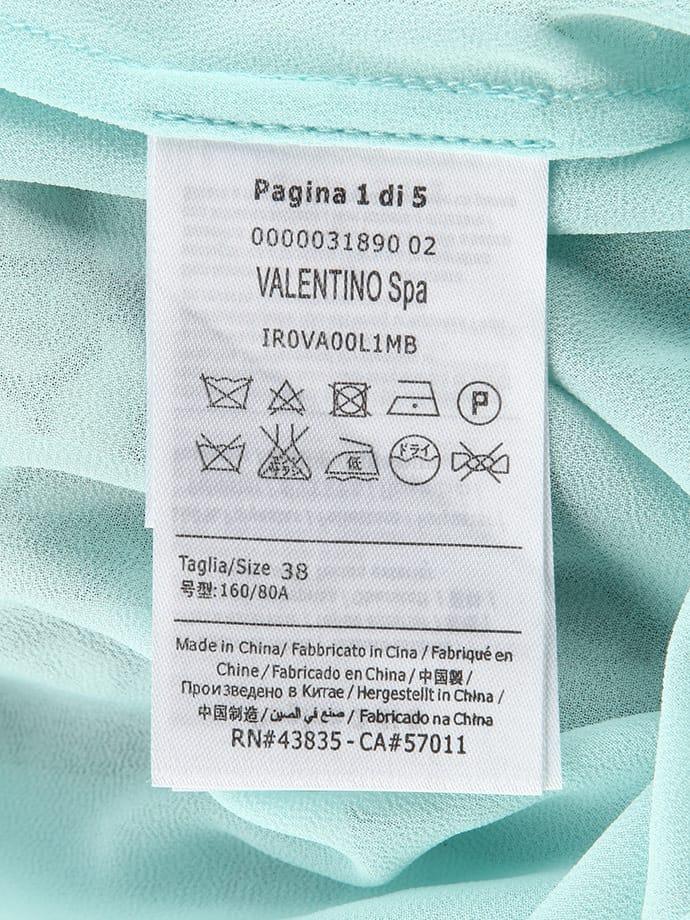 Pagina 1 di 5
0000031890 02
VALENTINO Spa
IR0VA00L1MB
P
低 ドライ
Taglia/Size 38
号型:160/80A
Made in China/ Fabbricato in Cina / Fabriqué en
Chine / Fabricado en China / 中国製 /
Произведено в Китае / Hergestellt in China /
中国制造 / صنع في الصين / Fabricado na China
RN#43835 - CA#57011